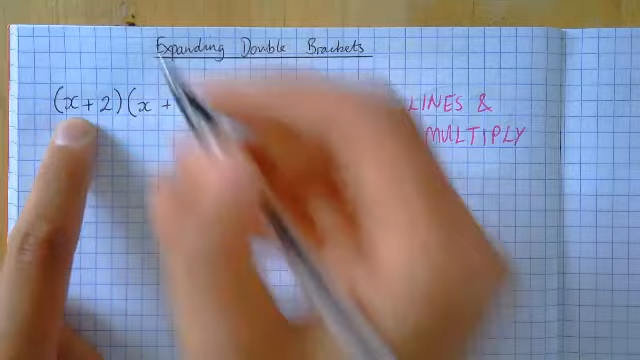 Expanding Double Brackets
(x + 2)(x +
LINES &
MULTIPLY